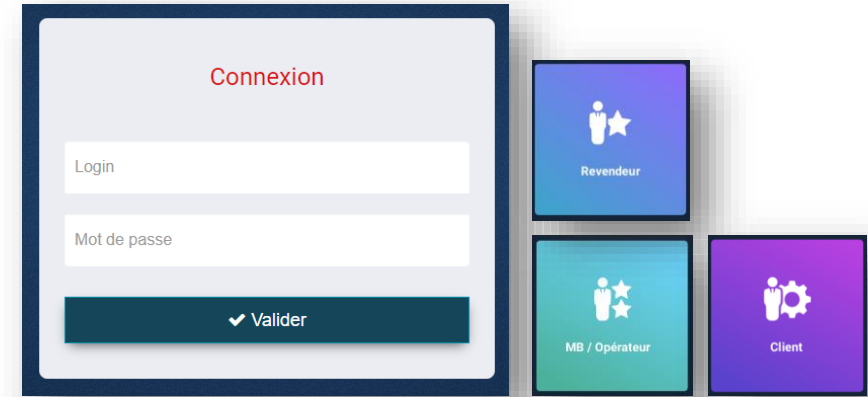 Connexion
Login
Mot de passe
Valider
Revendeur
MB / Opérateur
Client